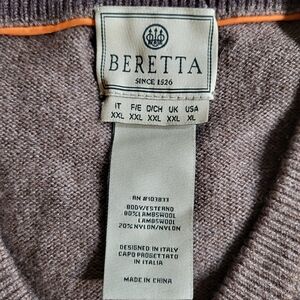 BERETTA
SINCE 1526
IT F/E D/CH UK USA
XXL XXL XXL XXL XL
RN #103833
BODY/ESTERNO
80% LAMBSWOOL
LAMBSWOOL
20% NYLON/NYLON
DESIGNED IN ITALY
CAPO PROGETTATO
IN ITALIA
MADE IN CHINA